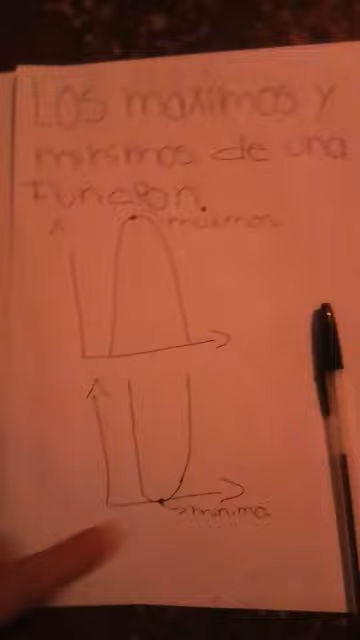 Los maximos y
minimos de una
Funcion.
maximos
minimo